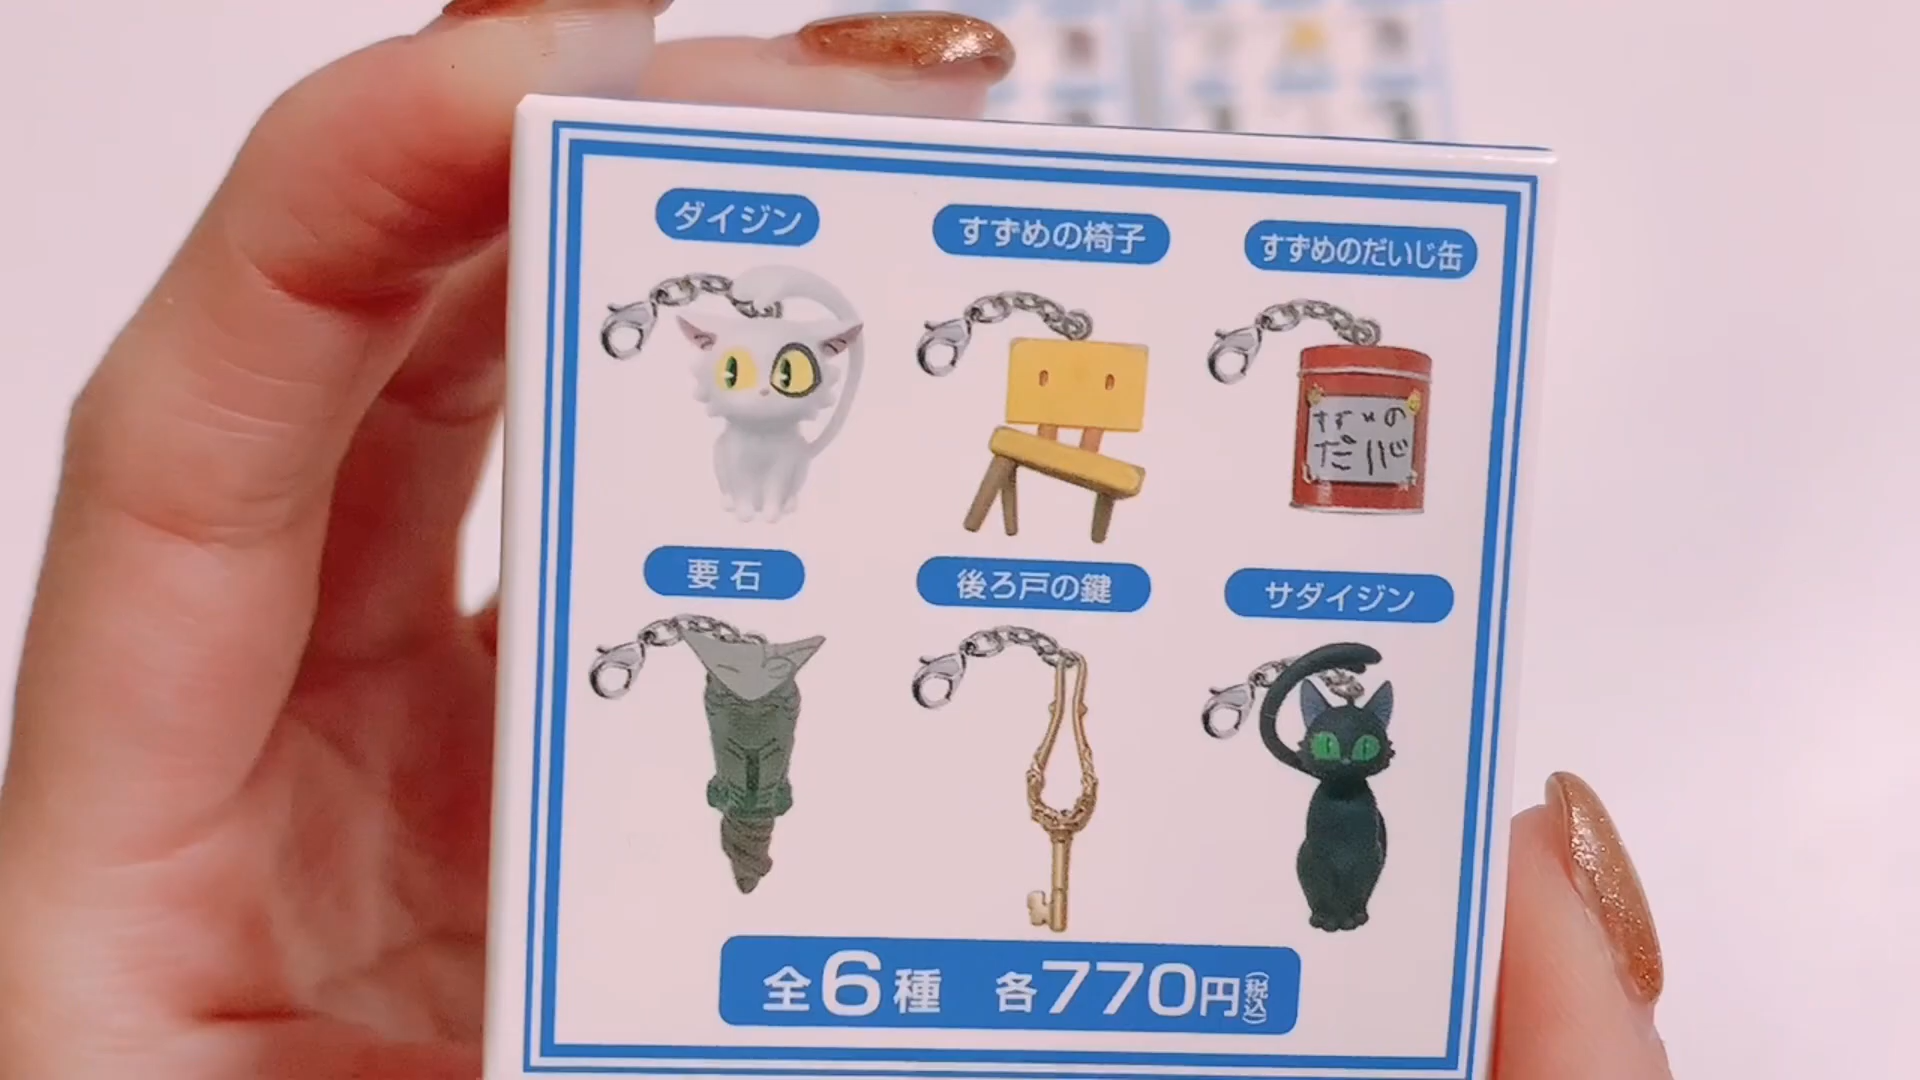 ダイジン
すずめの椅子
すずめのだいじ缶
すずめの
だいじ
要石
後ろ戸の鍵
サダイジン
全6種 各770円(税込)